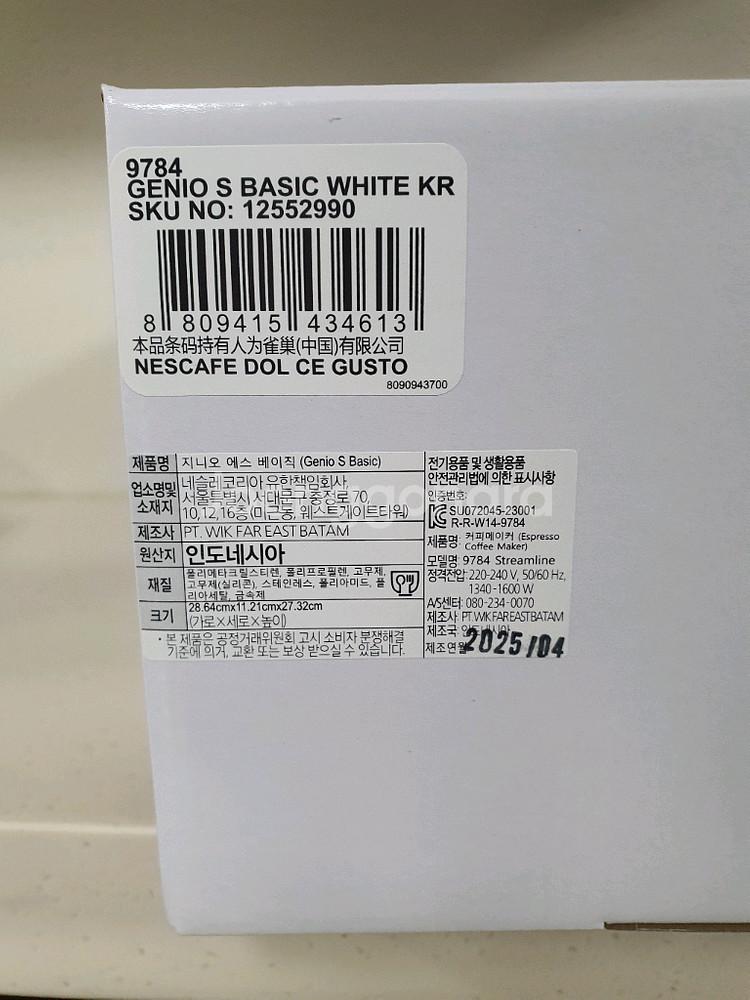 9784
GENIO S BASIC WHITE KR
SKU NO: 12552990
8 809415 434613
本品条码持有人为雀巢(中国)有限公司
NESCAFE DOL CE GUSTO
8090943700
제품명 지니오 에스 베이직 (Genio S Basic)
업소명및 소재지 네슬레코리아 유한책임회사,
서울특별시 서대문구 충정로 70,
10,12,16층 (미근동, 웨스트게이트타워)
제조사 PT. WIK FAR EAST BATAM
원산지 인도네시아
재질 폴리메타크릴스티렌, 폴리프로필렌, 고무제,
고무제(실리콘), 스테인레스, 폴리아미드, 폴
리아세탈, 금속제
크기 28.64cmx11.21cmx27.32cm
(가로×세로×높이)
• 본 제품은 공정거래위원회 고시 소비자 분쟁해결
기준에 의거, 교환 또는 보상 받으실 수 있습니다.
전기용품 및 생활용품
안전관리법에 의한 표시사항
인증번호:
SU072045-23001
R-R-W14-9784
제품명: 커피메이커 (Espresso
Coffee Maker)
모델명: 9784 Streamline
정격전압: 220-240 V, 50/60 Hz,
1340-1600 W
A/S센터: 080-234-0070
제조사: PT. WIK FAR EAST BATAM
제조국: 인도네시아
제조연월 2025/04